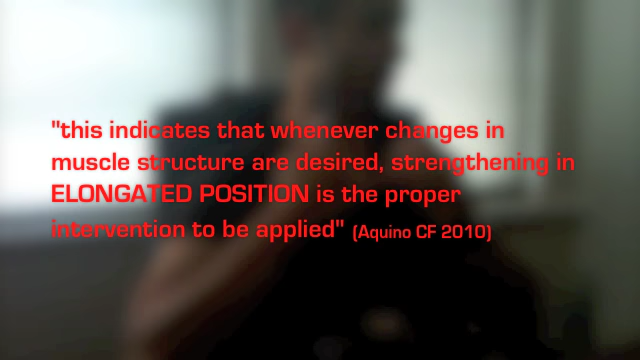 "this indicates that whenever changes in
muscle structure are desired, strengthening in
ELONGATED POSITION is the proper
intervention to be applied" (Aquino CF 2010)